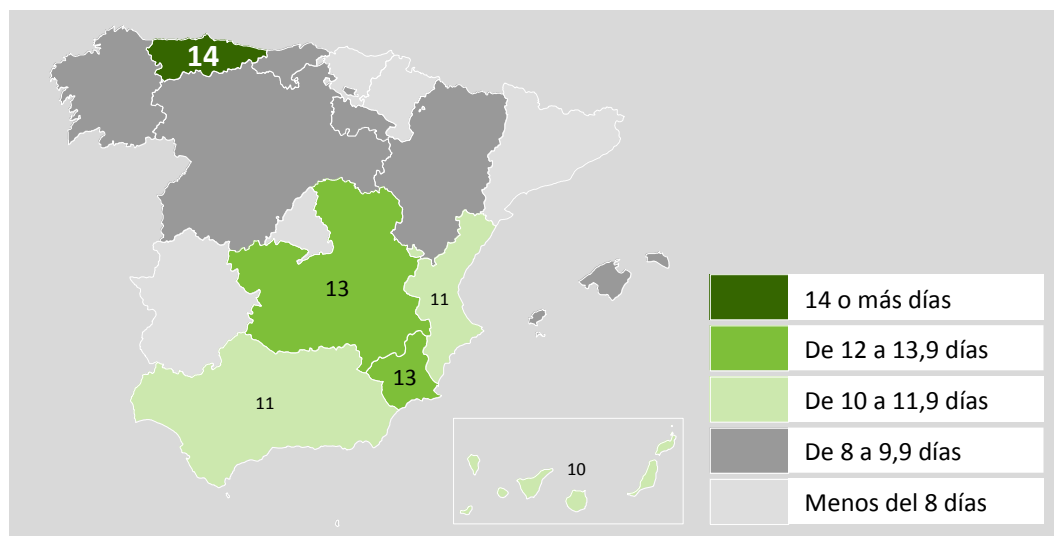 14
13
11
13
11
10
14 o más días
De 12 a 13,9 días
De 10 a 11,9 días
De 8 a 9,9 días
Menos del 8 días